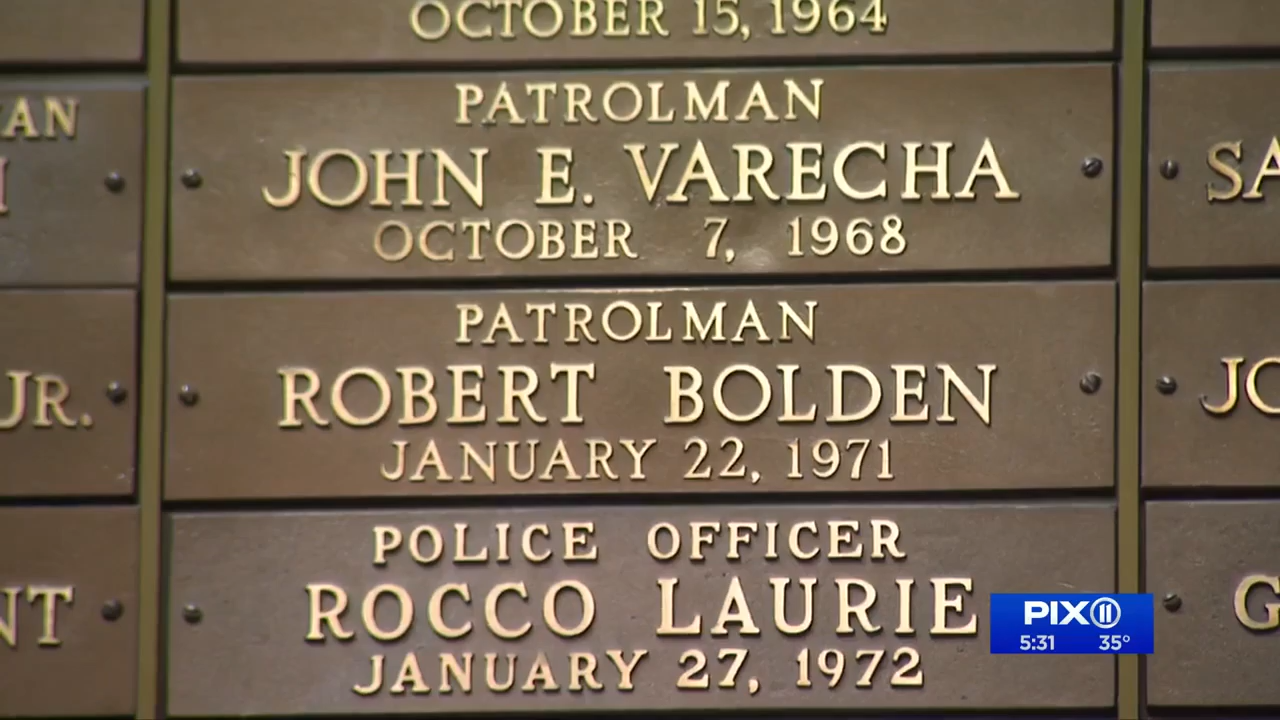 OCTOBER 15, 1964
PATROLMAN
JOHN E. VARECHA
OCTOBER 7, 1968
PATROLMAN
ROBERT BOLDEN
JANUARY 22, 1971
POLICE OFFICER
ROCCO LAURIE
JANUARY 27, 1972
JR.
PIX11
5:31 35°